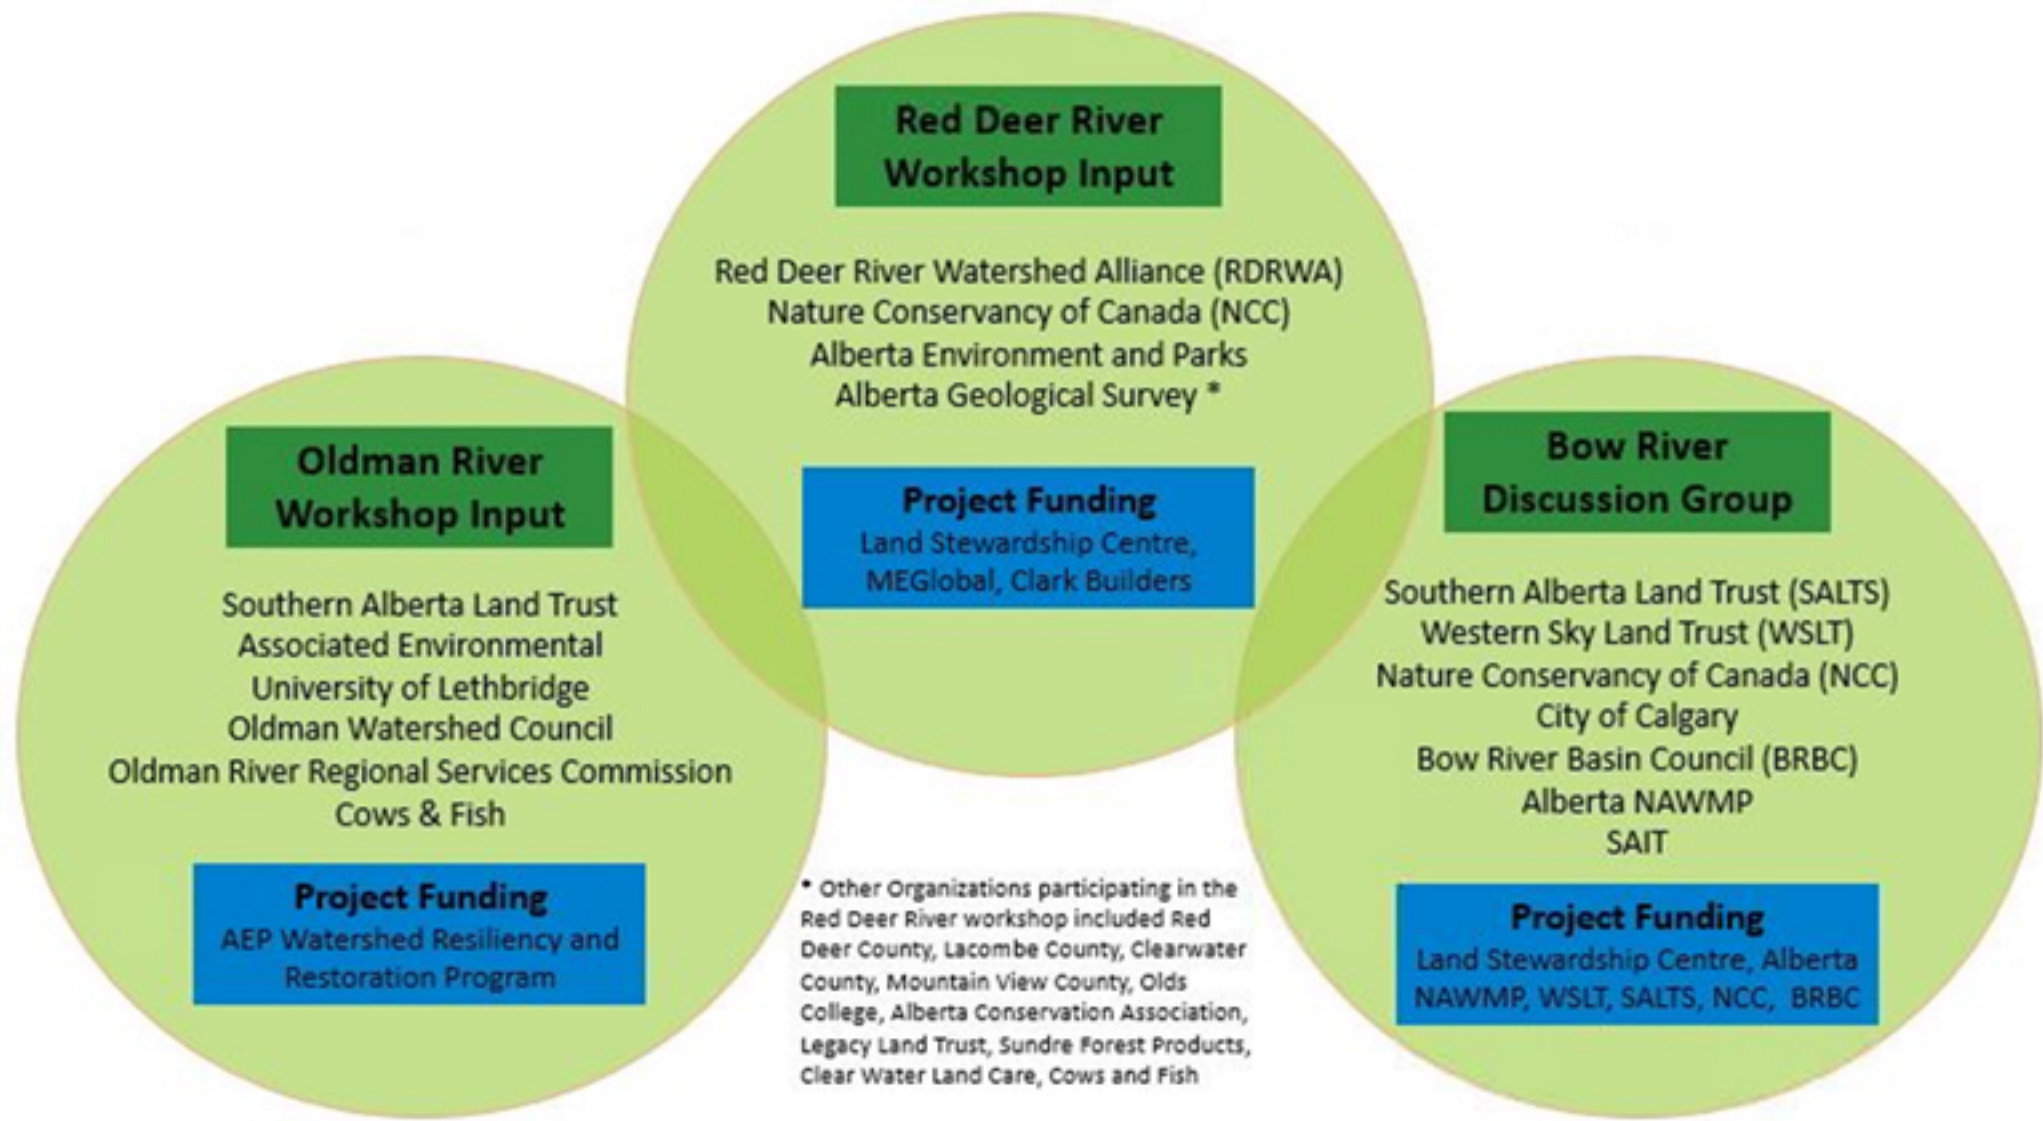 Red Deer River
Workshop Input
Red Deer River Watershed Alliance (RDRWA)
Nature Conservancy of Canada (NCC)
Alberta Environment and Parks
Alberta Geological Survey *
Project Funding
Land Stewardship Centre,
MEGlobal, Clark Builders
Oldman River
Workshop Input
Southern Alberta Land Trust
Associated Environmental
University of Lethbridge
Oldman Watershed Council
Oldman River Regional Services Commission
Cows & Fish
Project Funding
AEP Watershed Resiliency and
Restoration Program
Bow River
Discussion Group
Southern Alberta Land Trust (SALTS)
Western Sky Land Trust (WSLT)
Nature Conservancy of Canada (NCC)
City of Calgary
Bow River Basin Council (BRBC)
Alberta NAWMP
SAIT
Project Funding
Land Stewardship Centre, Alberta
NAWMP, WSLT, SALTS, NCC, BRBC
* Other Organizations participating in the
Red Deer River workshop included Red
Deer County, Lacombe County, Clearwater
County, Mountain View County, Olds
College, Alberta Conservation Association,
Legacy Land Trust, Sundre Forest Products,
Clear Water Land Care, Cows and Fish